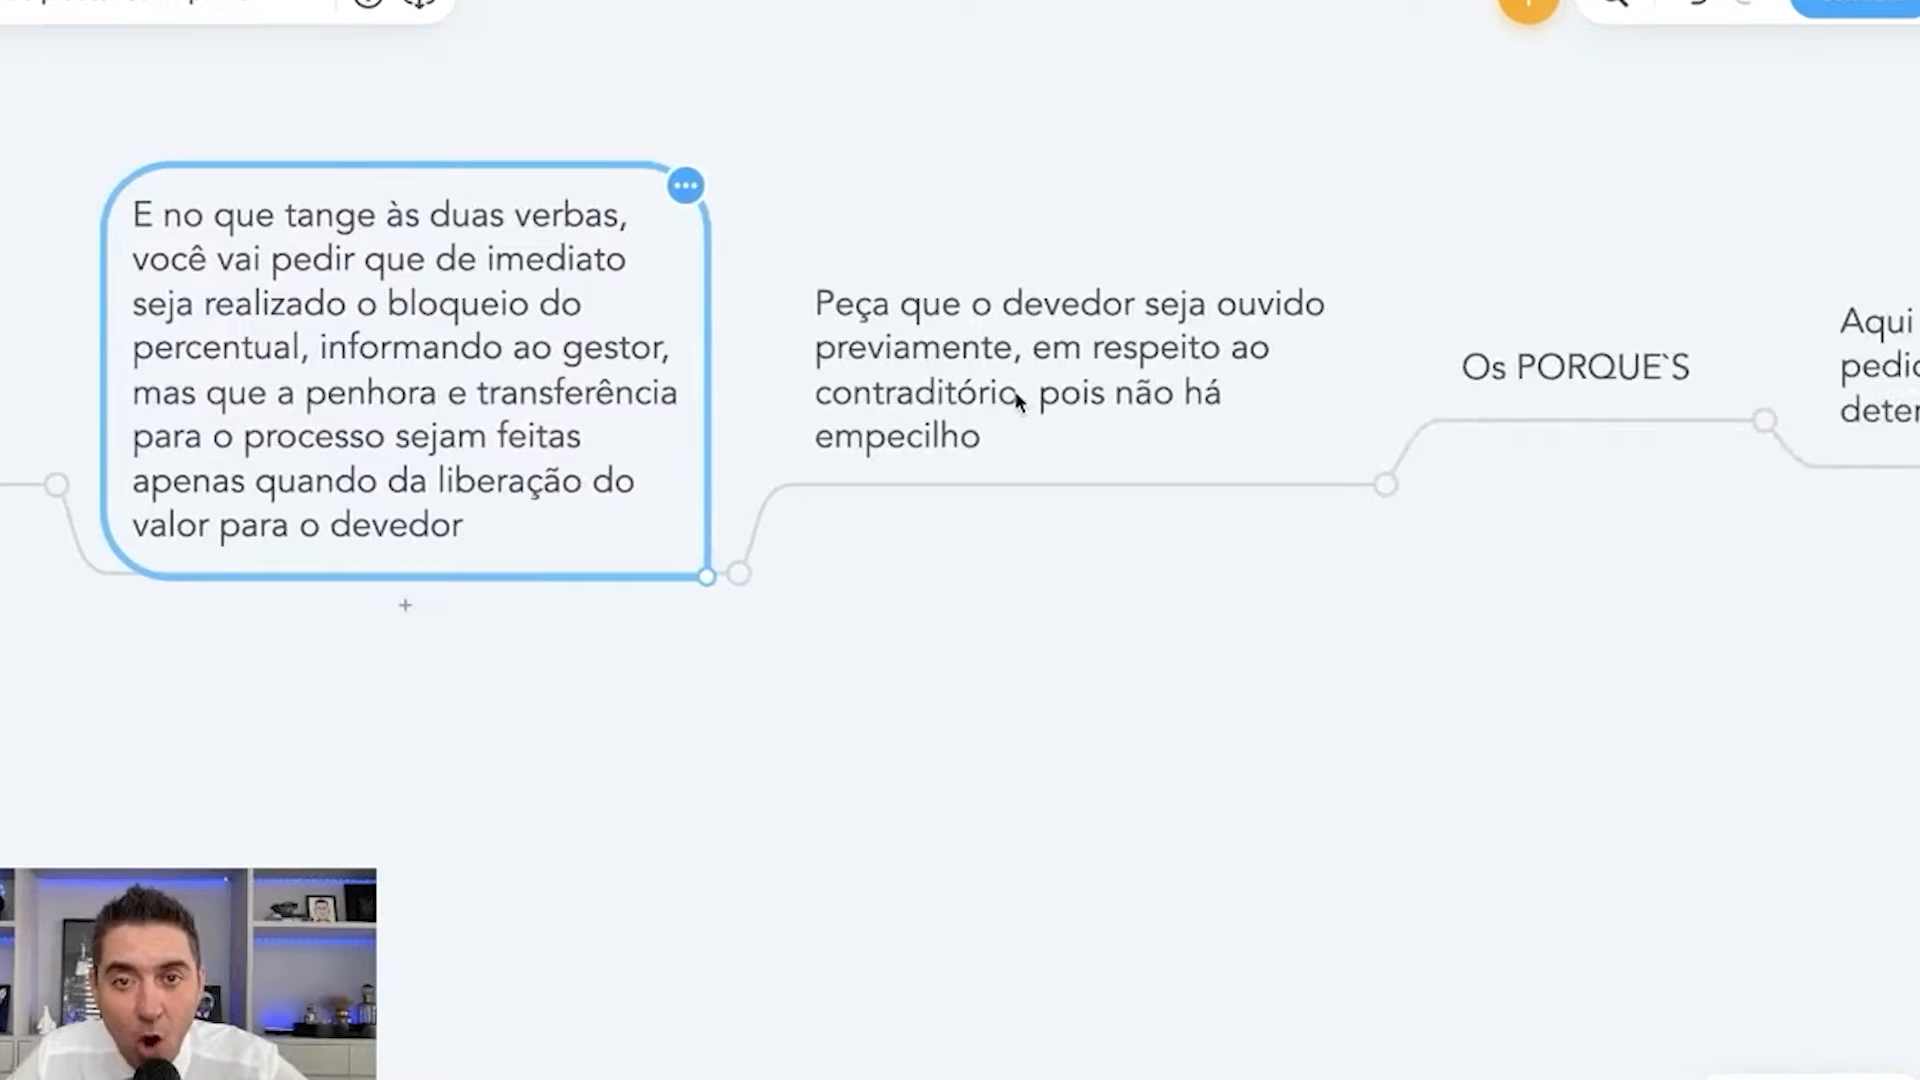 E no que tange às duas verbas,
você vai pedir que de imediato
seja realizado o bloqueio do
percentual, informando ao gestor,
mas que a penhora e transferência
para o processo sejam feitas
apenas quando da liberação do
valor para o devedor
Peça que o devedor seja ouvido
previamente, em respeito ao
contraditório, pois não há
empecilho
Os PORQUE`S
Aqui